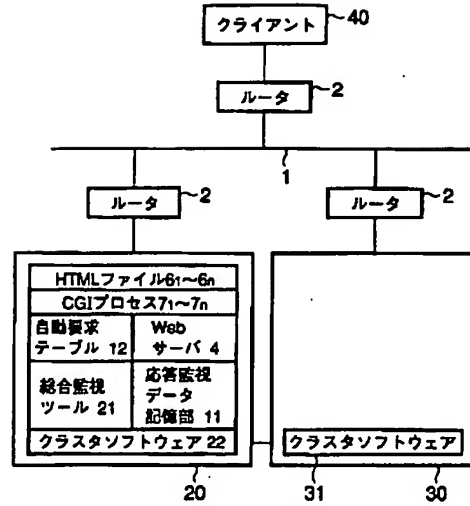 クライアント 40
ルータ 2
1
ルータ 2
ルータ 2
HTMLファイル6₁〜6n
CGIプロセス7₁〜7n
自動要求
テーブル 12
Web
サーバ 4
総合監視
ツール 21
応答監視
データ
記憶部 11
クラスタソフトウェア 22
クラスタソフトウェア
20
31
30